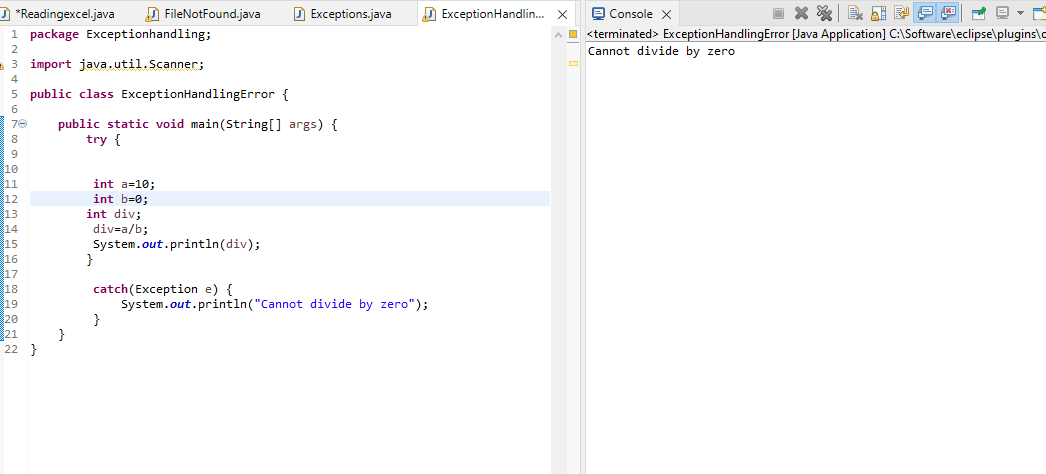 *Readingexcel.java FileNotFound.java Exceptions.java ExceptionHandlin...
1 package Exceptionhandling;
2
3 import java.util.Scanner;
4
5 public class ExceptionHandlingError {
6
7 public static void main(String[] args) {
8 try {
9
10
11 int a=10;
12 int b=0;
13 int div;
14 div=a/b;
15 System.out.println(div);
16 }
17
18 catch(Exception e) {
19 System.out.println("Cannot divide by zero");
20 }
21 }
22 }
Console
<terminated> ExceptionHandlingError [Java Application] C:\Software\eclipse\plugins\o
Cannot divide by zero